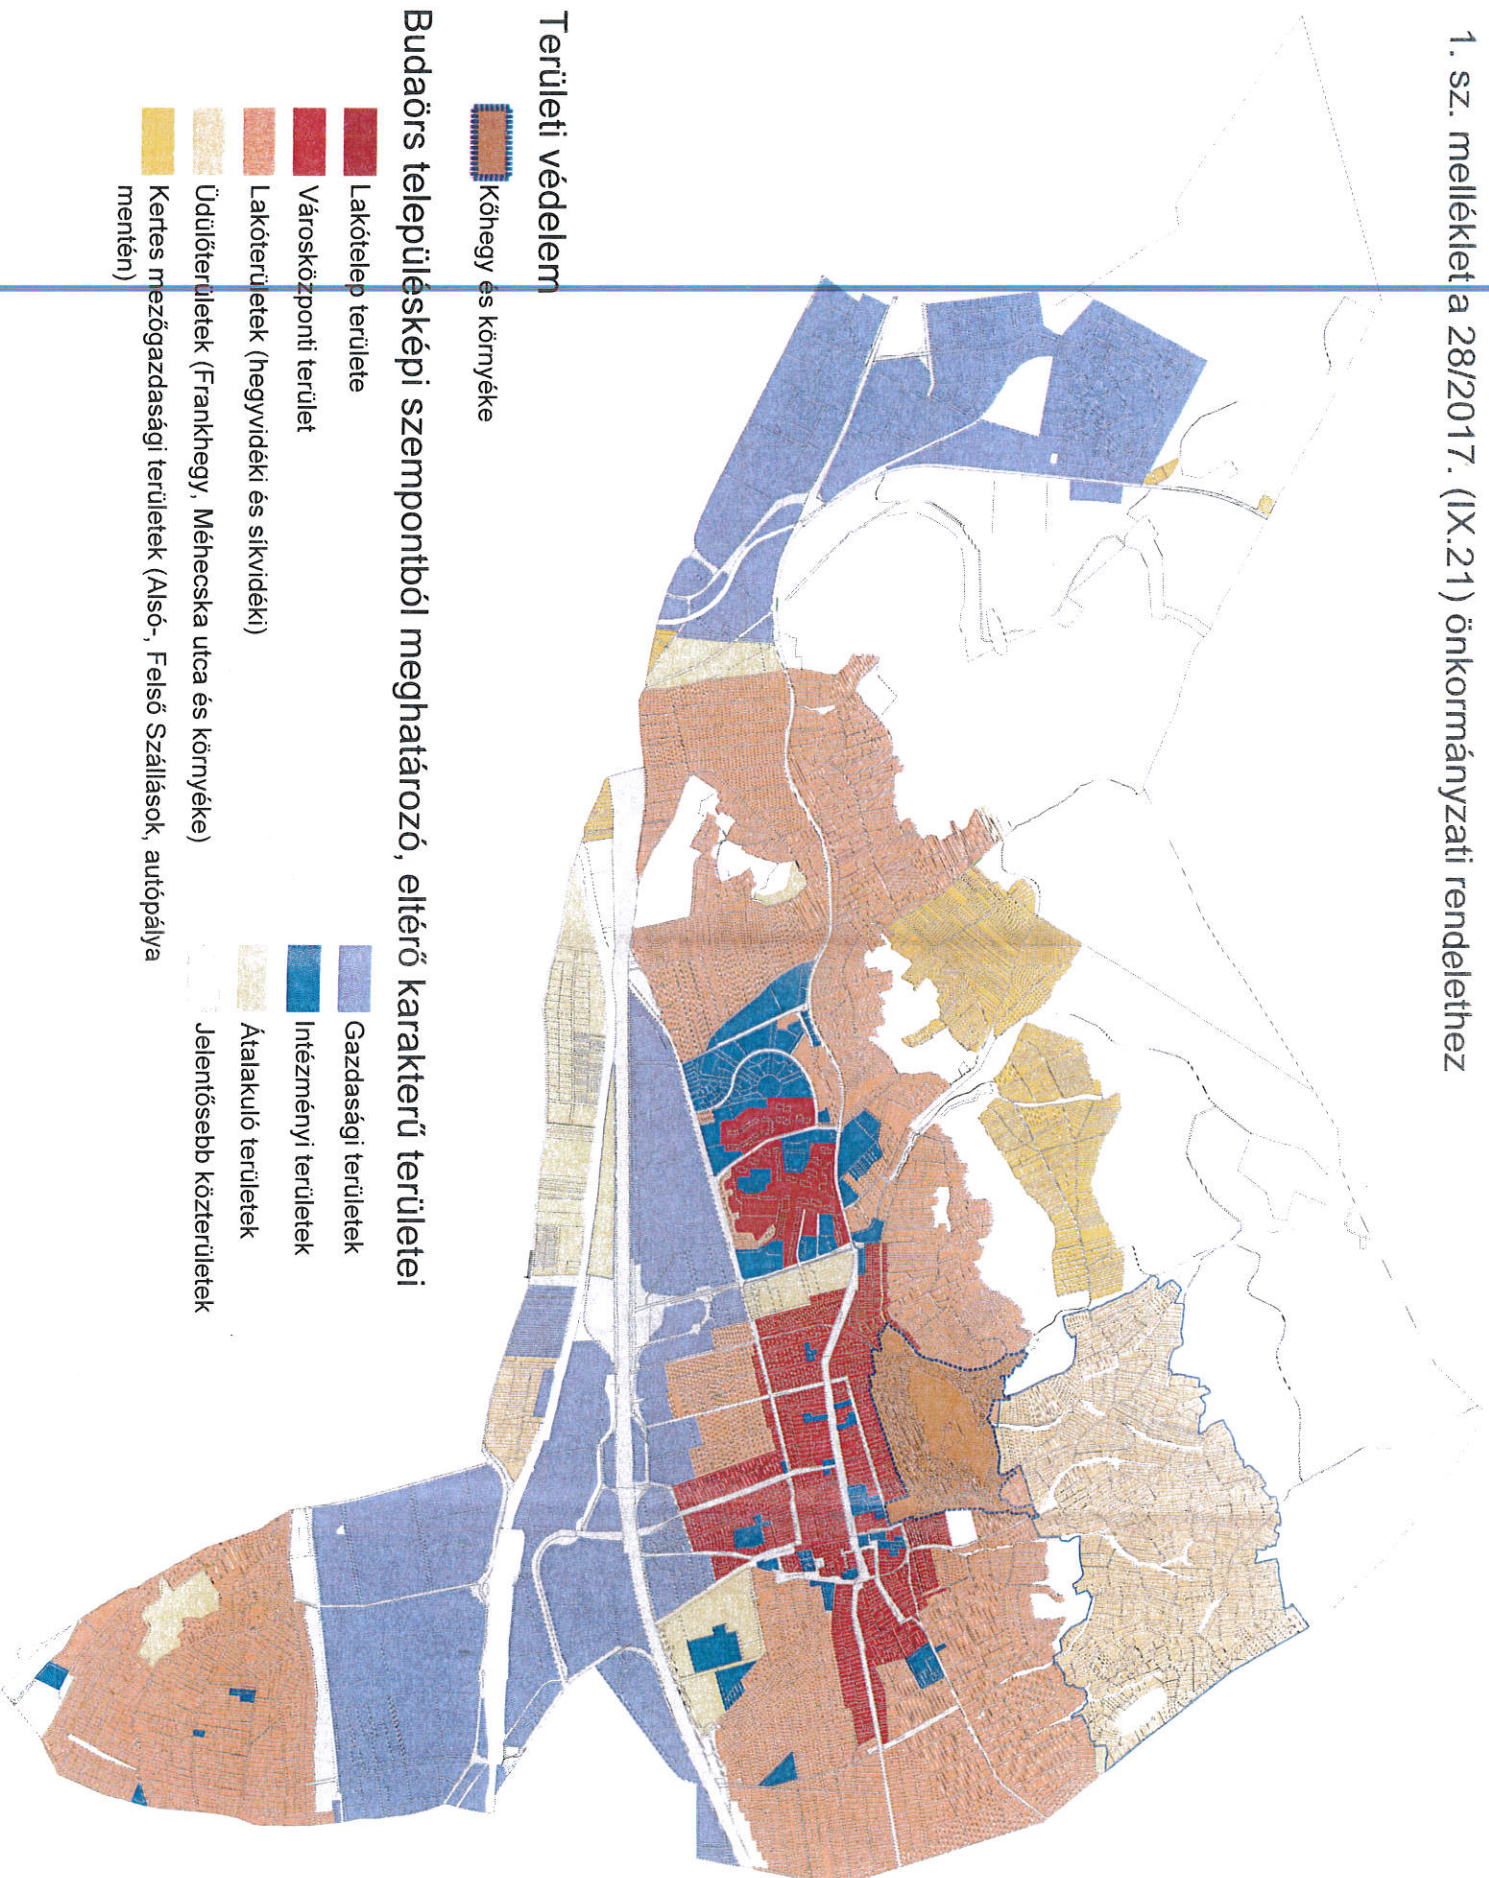 1. sz. melléklet a 28/2017. (IX.21) önkormányzati rendelethez
Területi védelem
Kőhegy és környéke
Budaörs településképi szempontból meghatározó, eltérő karakterű területei
Lakótelep területe
Városközponti terület
Lakóterületek (hegyvidéki és síkvidéki)
Üdülőterületek (Frankhegy, Méhecska utca és környéke)
Kertes mezőgazdasági területek (Alsó-, Felső Szállások, autópálya
mentén)
Gazdasági területek
Intézményi területek
Átalakuló területek
Jelentősebb közterületek